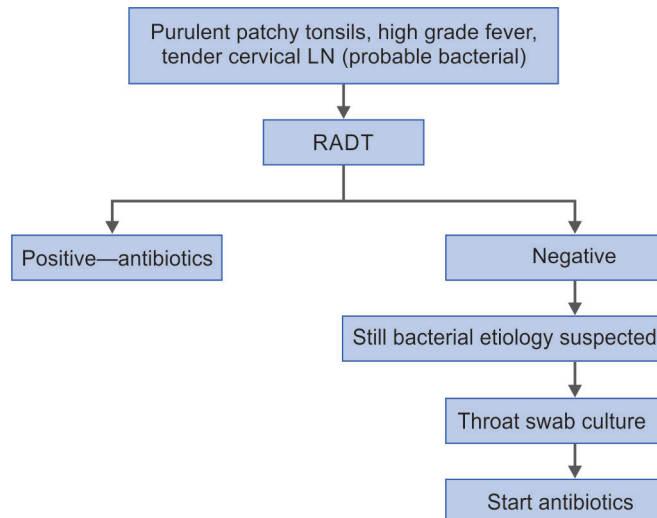 Purulent patchy tonsils, high grade fever,
tender cervical LN (probable bacterial)
RADT
Positive—antibiotics
Negative
Still bacterial etiology suspected
Throat swab culture
Start antibiotics